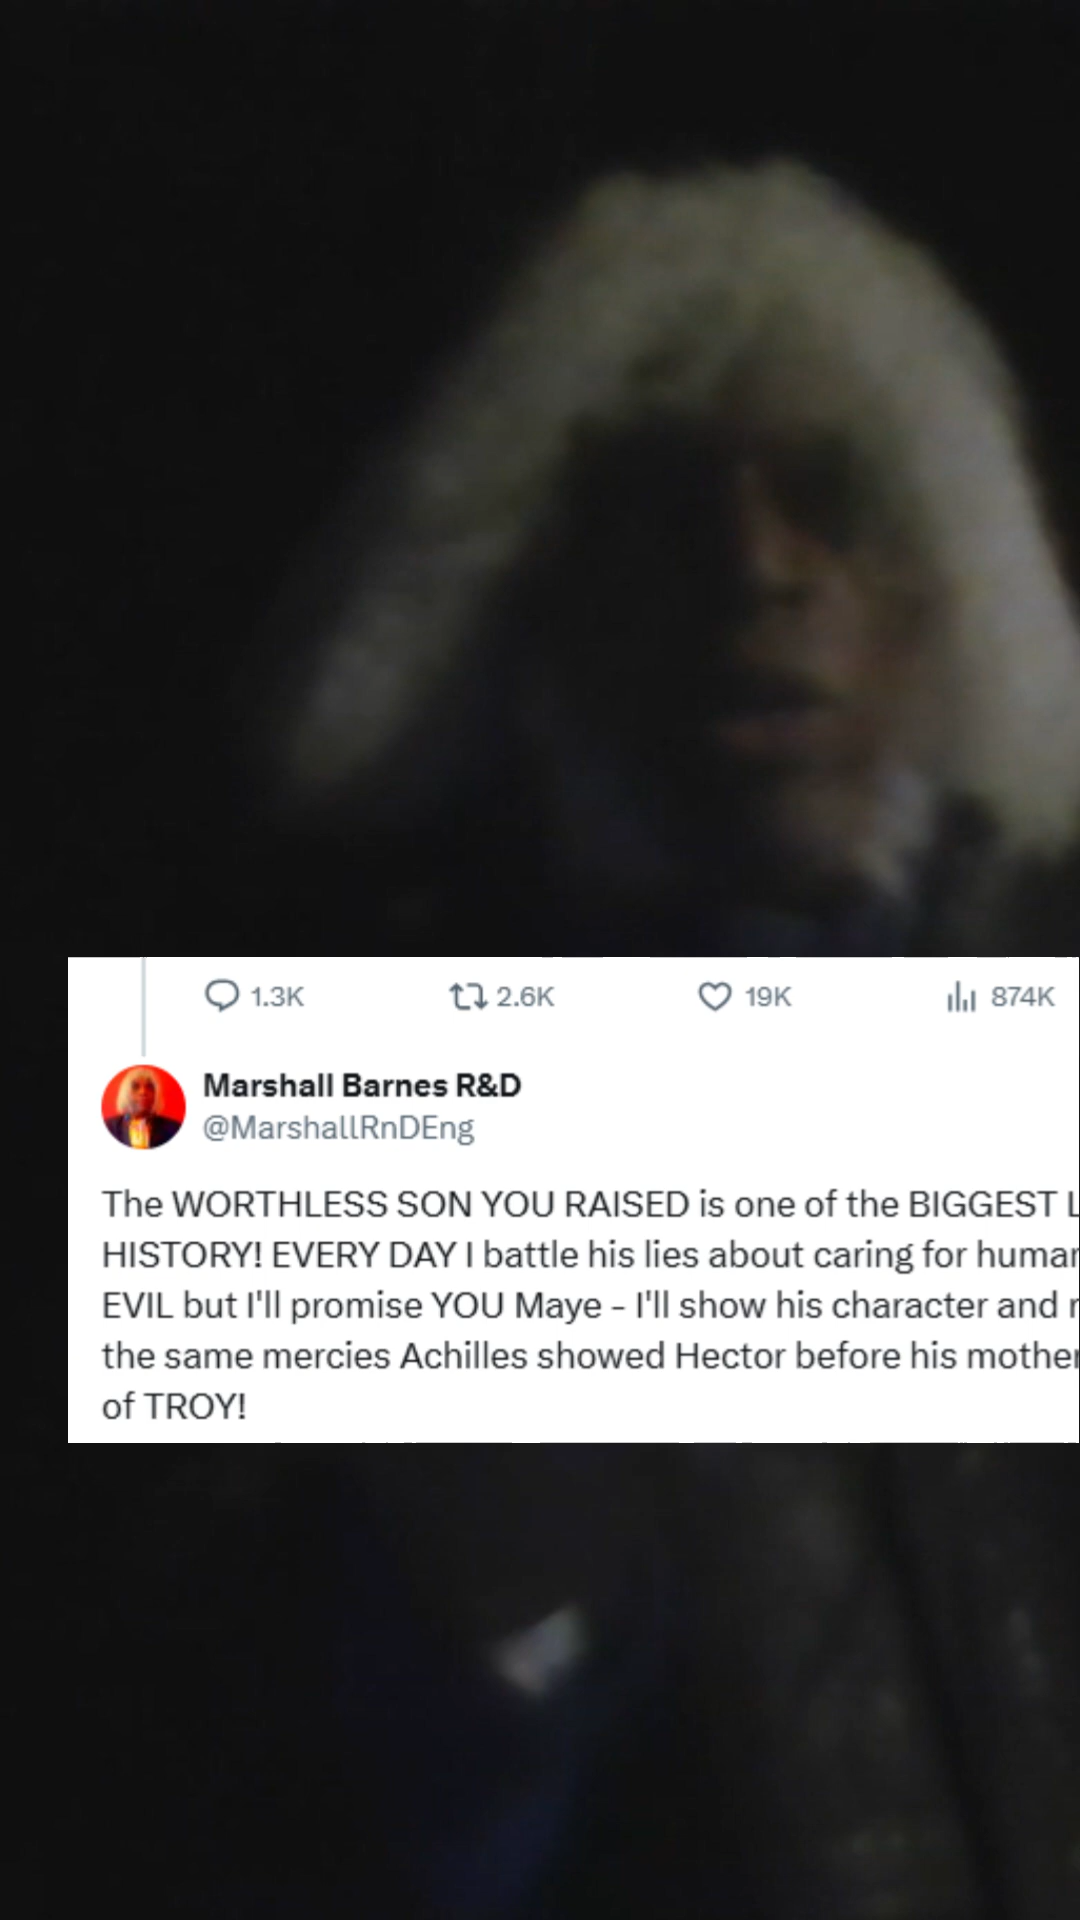 1.3K 2.6K 19K 874K
Marshall Barnes R&D
@MarshallRnDEng
The WORTHLESS SON YOU RAISED is one of the BIGGEST
HISTORY! EVERY DAY I battle his lies about caring for
EVIL but I'll promise YOU Maye - I'll show his character and
the same mercies Achilles showed Hector before his
of TROY!